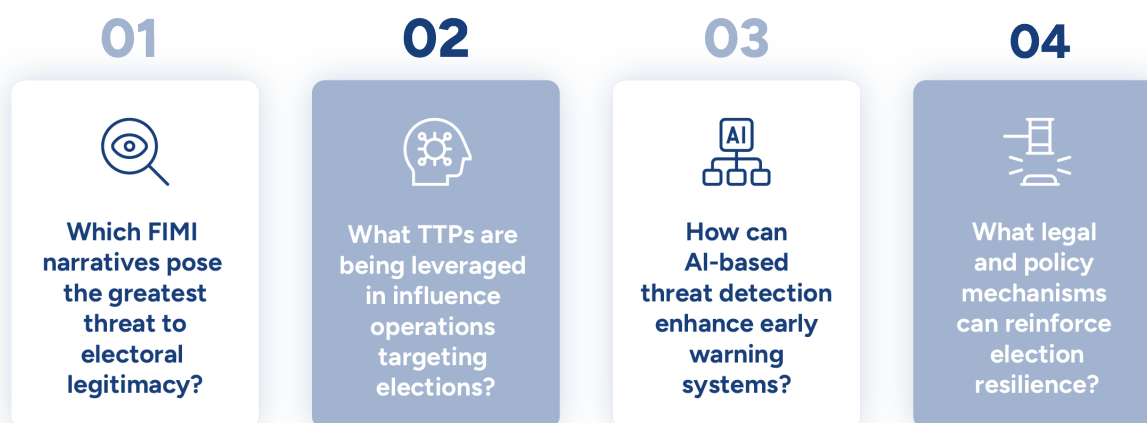 01
Which FIMI
narratives pose
the greatest
threat to
electoral
legitimacy?
02
What TTPs are
being leveraged
in influence
operations
targeting
elections?
03
AI
How can
AI-based
threat detection
enhance early
warning
systems?
04
What legal
and policy
mechanisms
can reinforce
election
resilience?